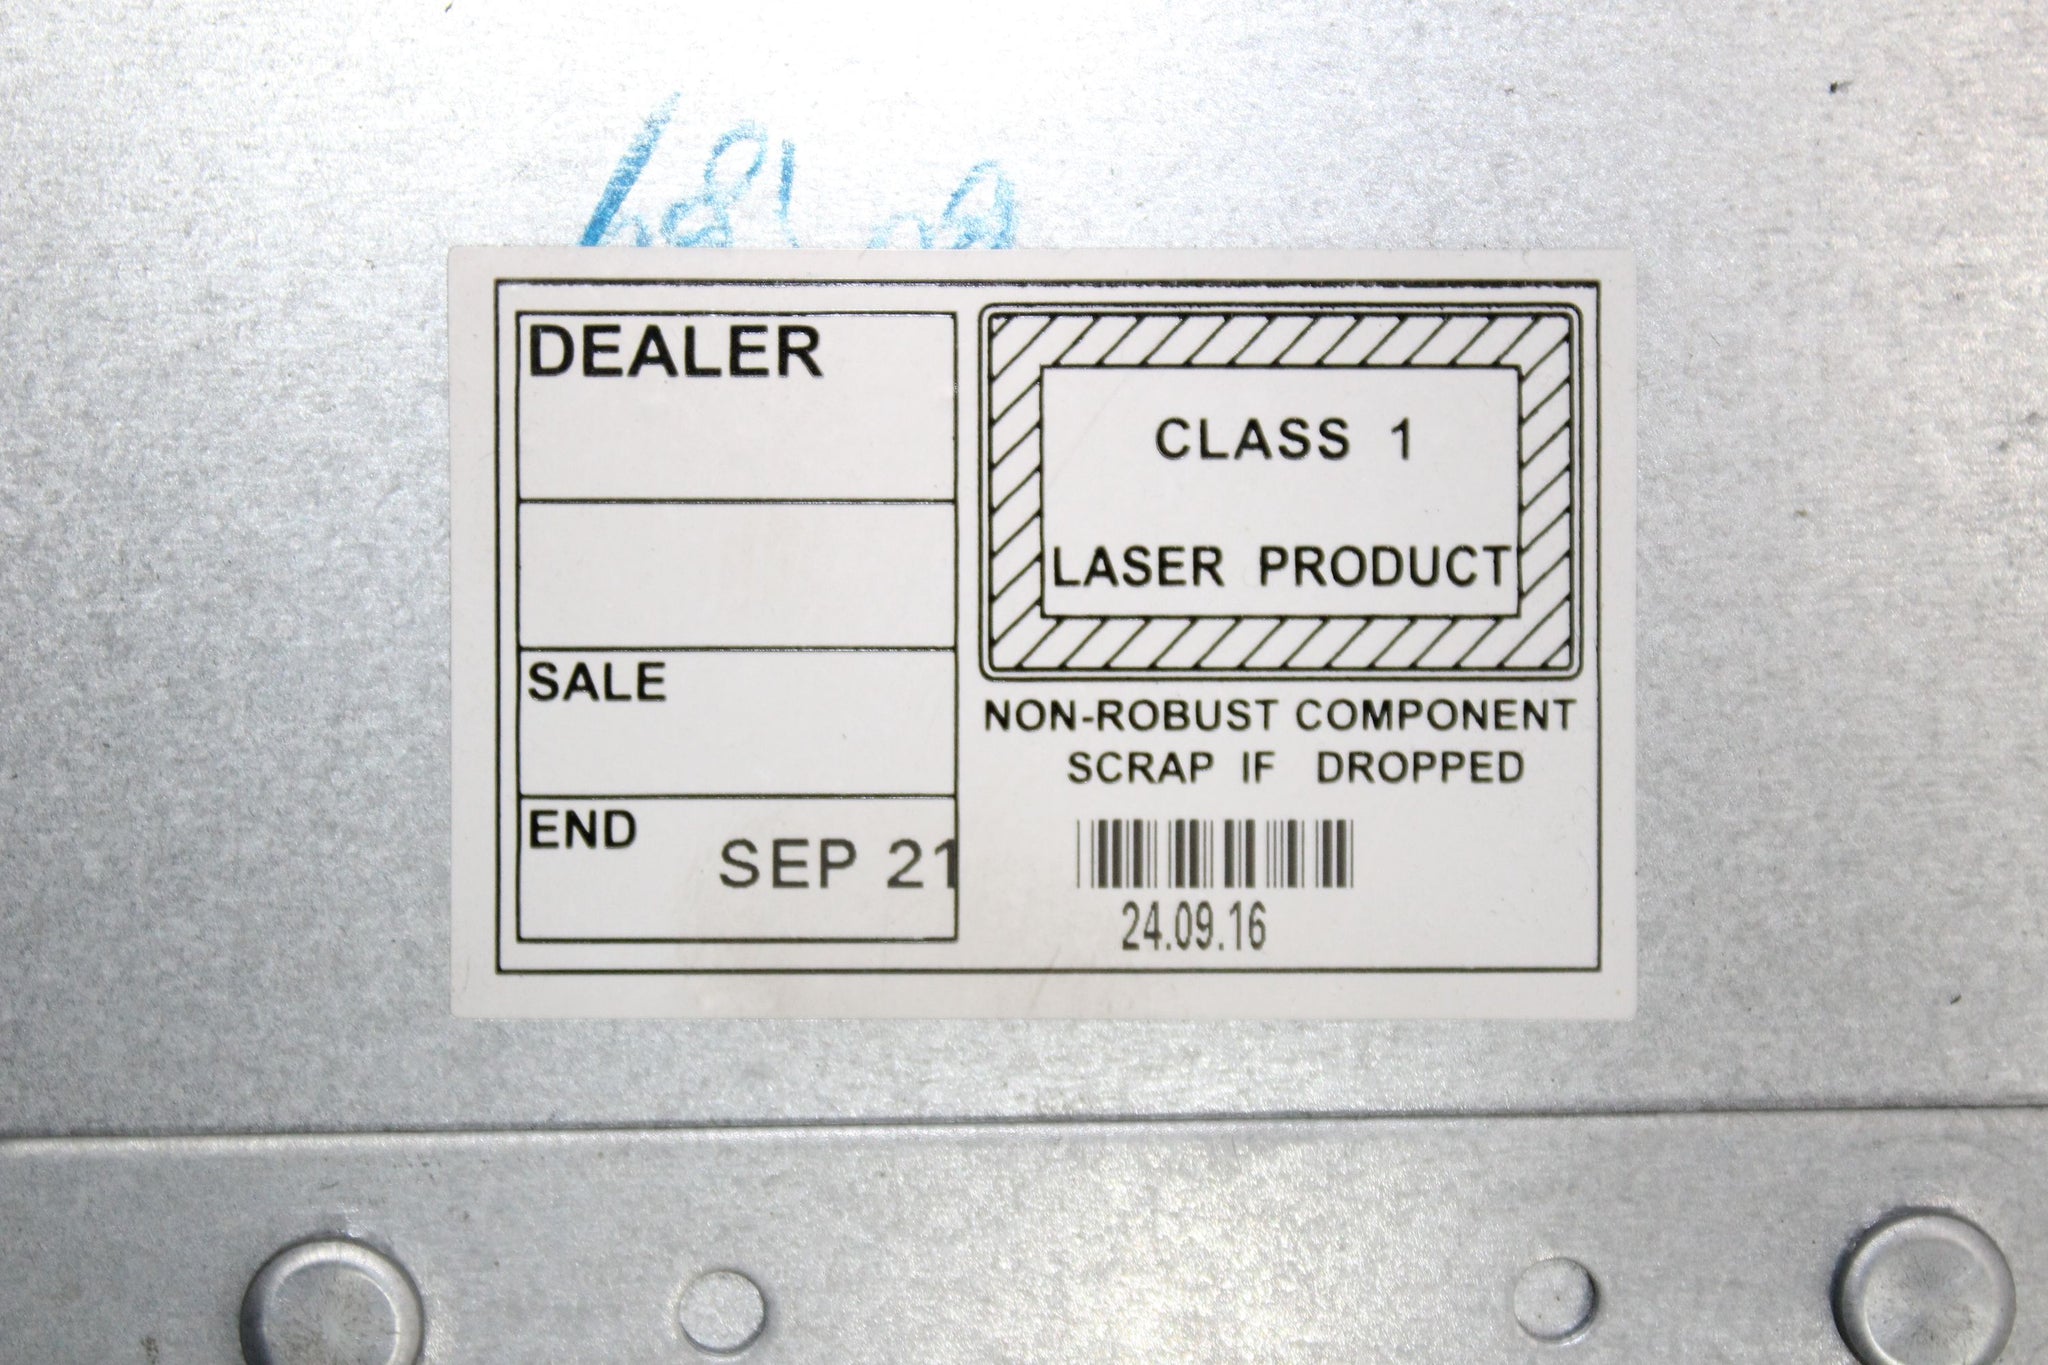 DEALER
SALE
END
SEP 21
CLASS 1
LASER PRODUCT
NON-ROBUST COMPONENT
SCRAP IF DROPPED
24.09.16